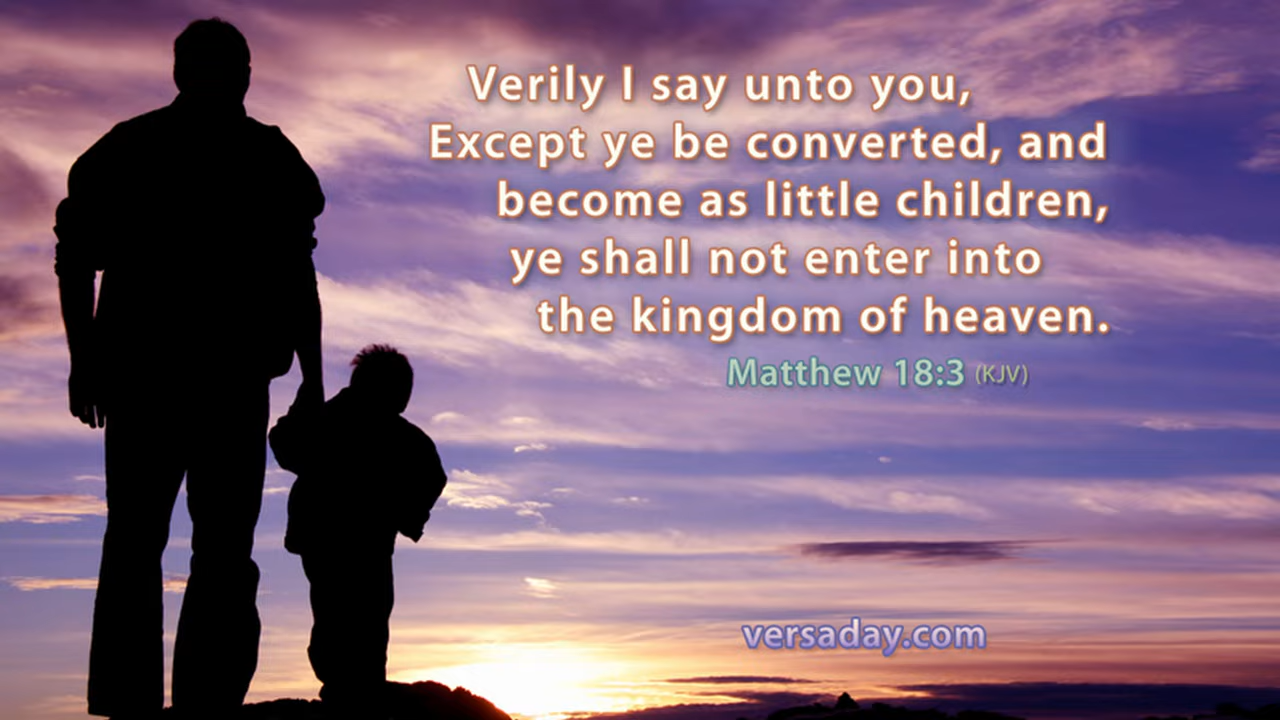 Verily I say unto you,
Except ye be converted, and
become as little children,
ye shall not enter into
the kingdom of heaven.
Matthew 18:3 (KJV)
versaday.com